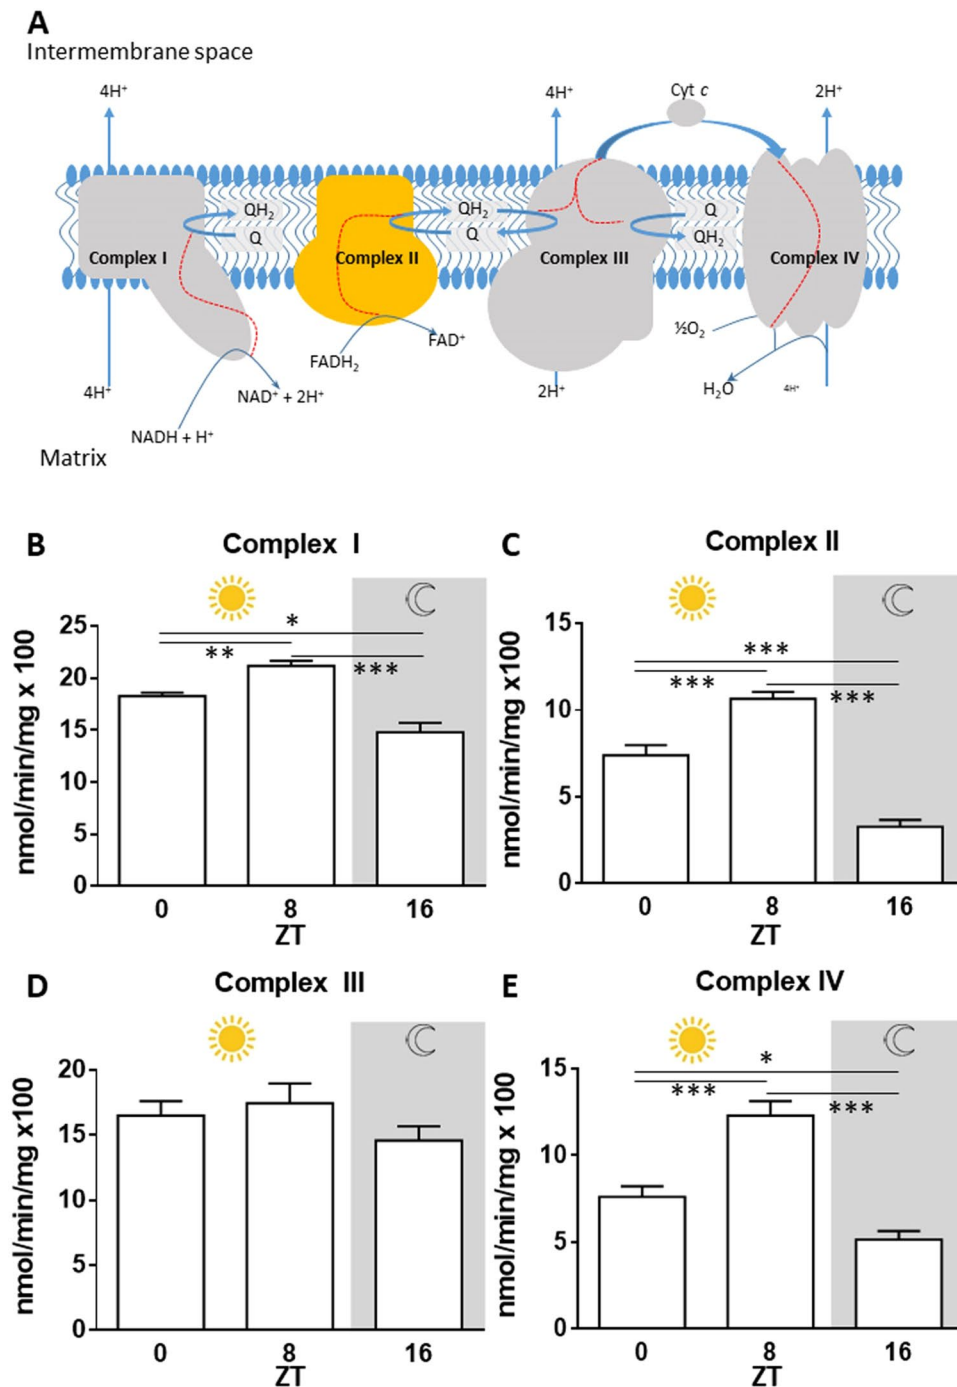 A
Intermembrane space
4H⁺
4H⁺
Cyt c
2H⁺
QH₂
Q
QH₂
Q
Q
QH₂
Complex I
Complex II
Complex III
Complex IV
½O₂
FADH₂
FAD⁺
4H⁺
NAD⁺ + 2H⁺
2H⁺
H₂O
4H⁺
NADH + H⁺
Matrix
B
Complex I
nmol/min/mg x 100
25
20
15
10
5
0
*
**
***
0 8 16
ZT
C
Complex II
nmol/min/mg x100
15
10
5
0
***
***
***
0 8 16
ZT
D
Complex III
nmol/min/mg x100
20
15
10
5
0
0 8 16
ZT
E
Complex IV
nmol/min/mg x 100
15
10
5
0
*
***
***
0 8 16
ZT